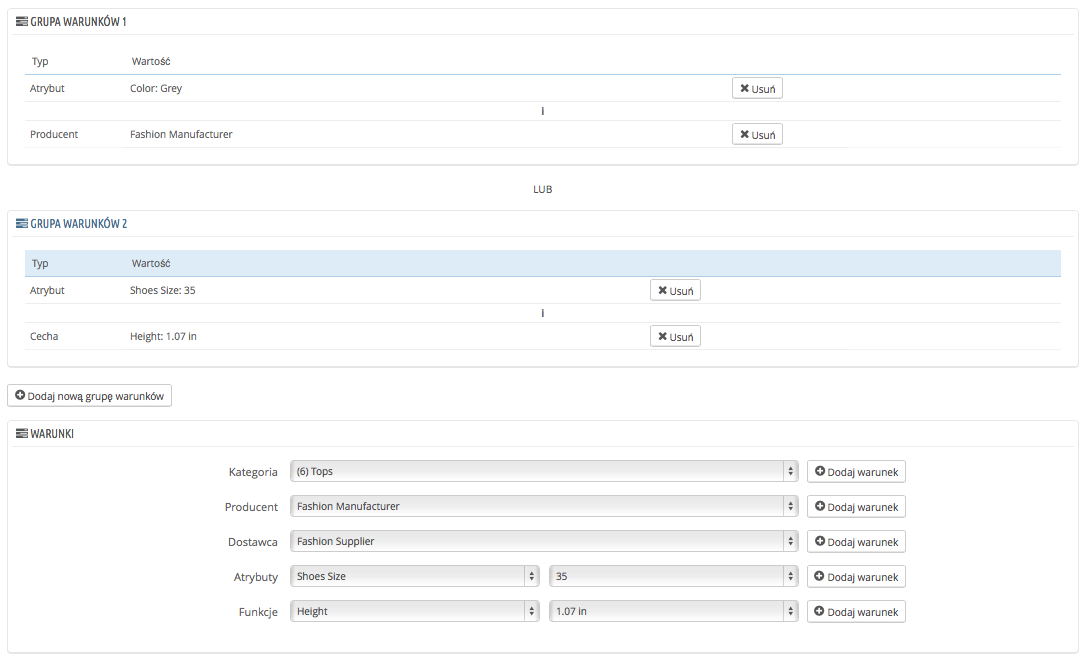 GRUPA WARUNKÓW 1
Typ Wartość
Atrybut Color: Grey Usuń
i
Producent Fashion Manufacturer Usuń
LUB
GRUPA WARUNKÓW 2
Typ Wartość
Atrybut Shoes Size: 35 Usuń
i
Cecha Height: 1.07 in Usuń
Dodaj nową grupę warunków
WARUNKI
Kategoria (6) Tops Dodaj warunek
Producent Fashion Manufacturer Dodaj warunek
Dostawca Fashion Supplier Dodaj warunek
Atrybuty Shoes Size 35 Dodaj warunek
Funkcje Height 1.07 in Dodaj warunek